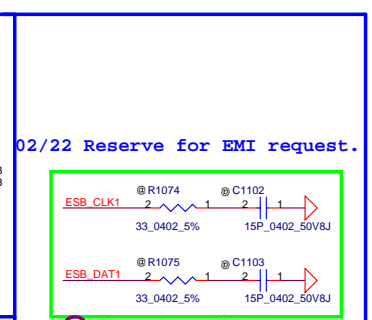 02/22 Reserve for EMI request.
@ R1074 @ C1102
ESB_CLK1 2 1 2 1
33_0402_5% 15P_0402_50V8J
@ R1075 @ C1103
ESB_DAT1 2 1 2 1
33_0402_5% 15P_0402_50V8J